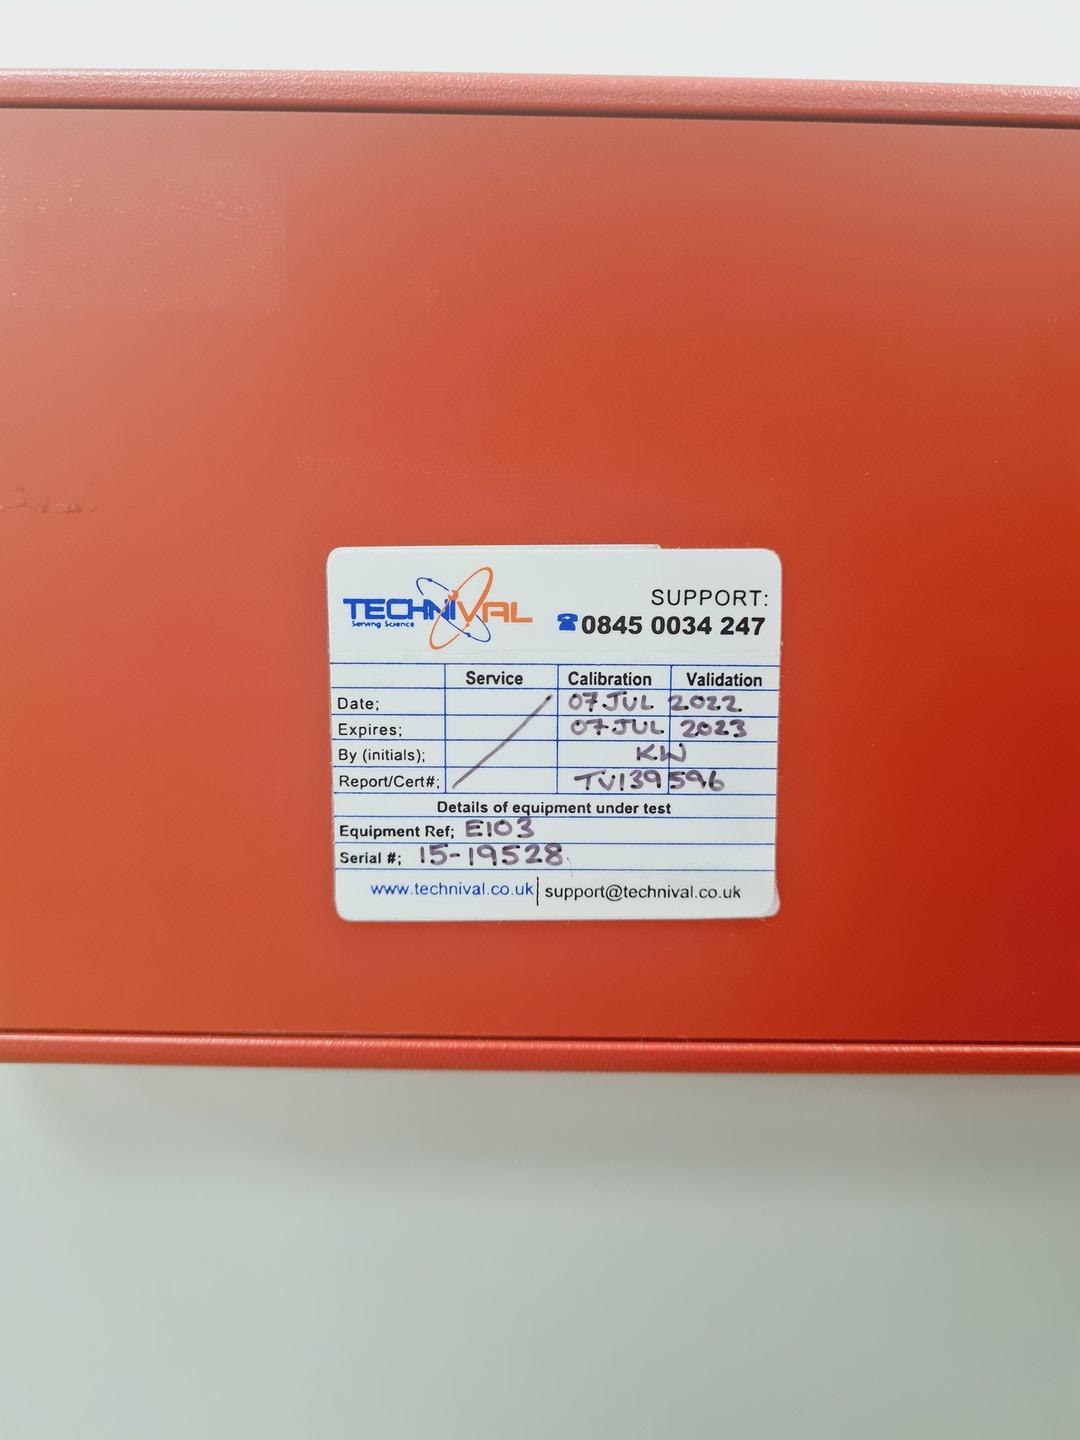 TECHNIVAL
Serving Science
SUPPORT:
0845 0034 247
Service Calibration Validation
Date; 07 JUL 2022
Expires; 07 JUL 2023
By (initials); KW
Report/Cert#; TV139596
Details of equipment under test
Equipment Ref; E103
Serial #; 15-19528
www.technival.co.uk support@technival.co.uk